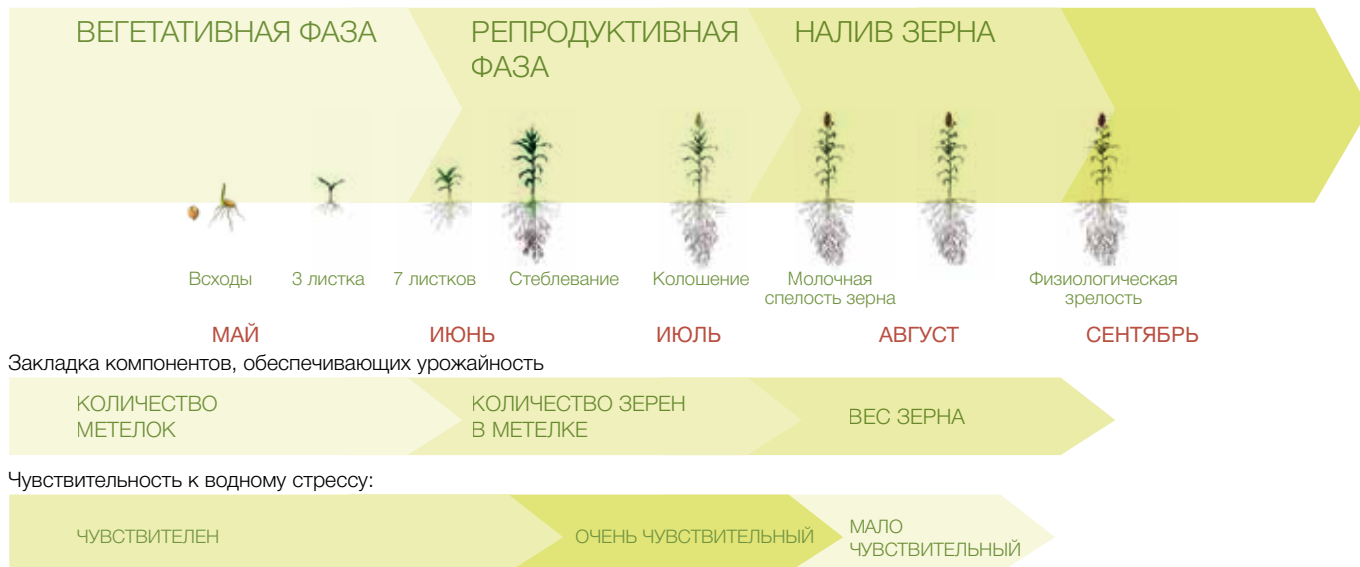 ВЕГЕТАТИВНАЯ ФАЗА
РЕПРОДУКТИВНАЯ
ФАЗА
НАЛИВ ЗЕРНА
Всходы
3 листка
7 листков
Стеблевание
Колошение
Молочная
спелость зерна
Физиологическая
зрелость
МАЙ
ИЮНЬ
ИЮЛЬ
АВГУСТ
СЕНТЯБРЬ
Закладка компонентов, обеспечивающих урожайность
КОЛИЧЕСТВО
МЕТЕЛОК
КОЛИЧЕСТВО ЗЕРЕН
В МЕТЕЛКЕ
ВЕС ЗЕРНА
Чувствительность к водному стрессу:
ЧУВСТВИТЕЛЕН
ОЧЕНЬ ЧУВСТВИТЕЛЬНЫЙ
МАЛО
ЧУВСТВИТЕЛЬНЫЙ